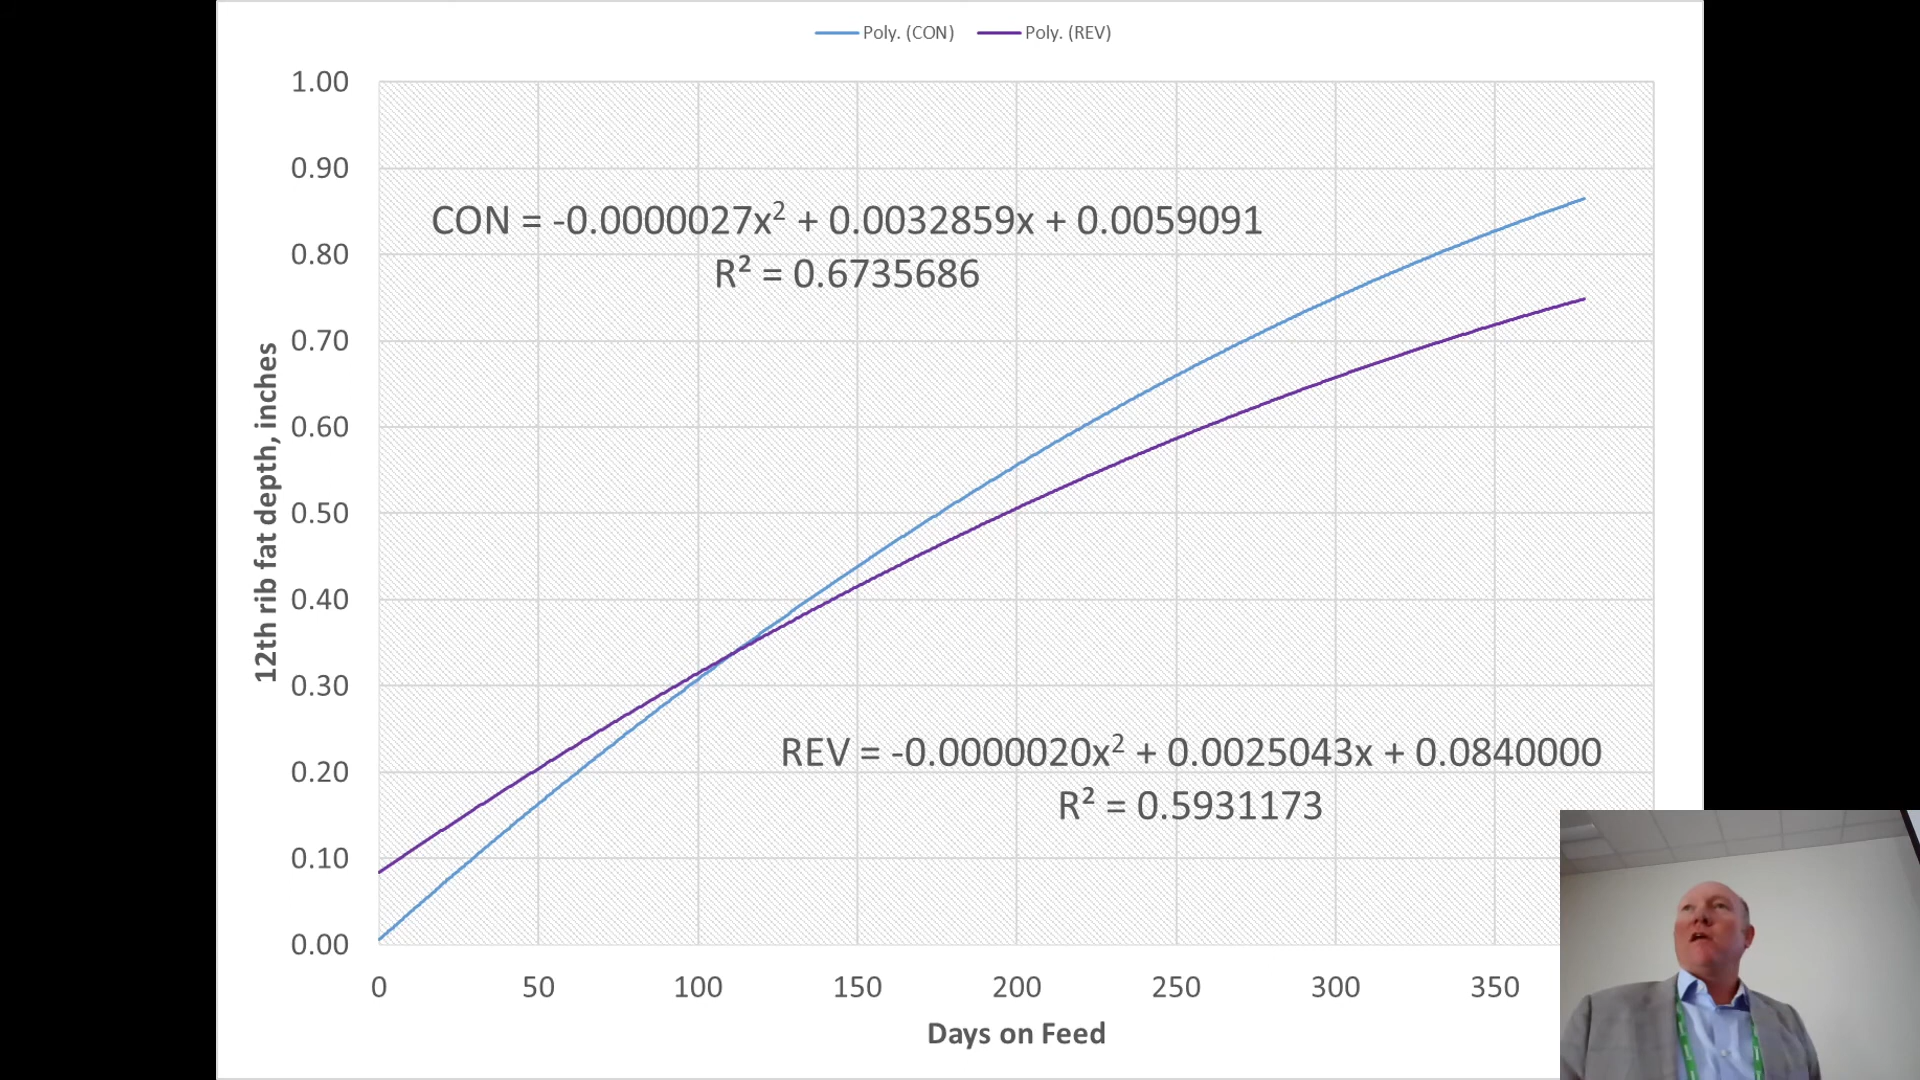 Poly. (CON) Poly. (REV)
1.00
0.90
CON = -0.0000027x² + 0.0032859x + 0.0059091
R² = 0.6735686
0.80
0.70
0.60
0.50
0.40
0.30
REV = -0.0000020x² + 0.0025043x + 0.0840000
R² = 0.5931173
0.20
0.10
0.00
12th rib fat depth, inches
0 50 100 150 200 250 300 350
Days on Feed